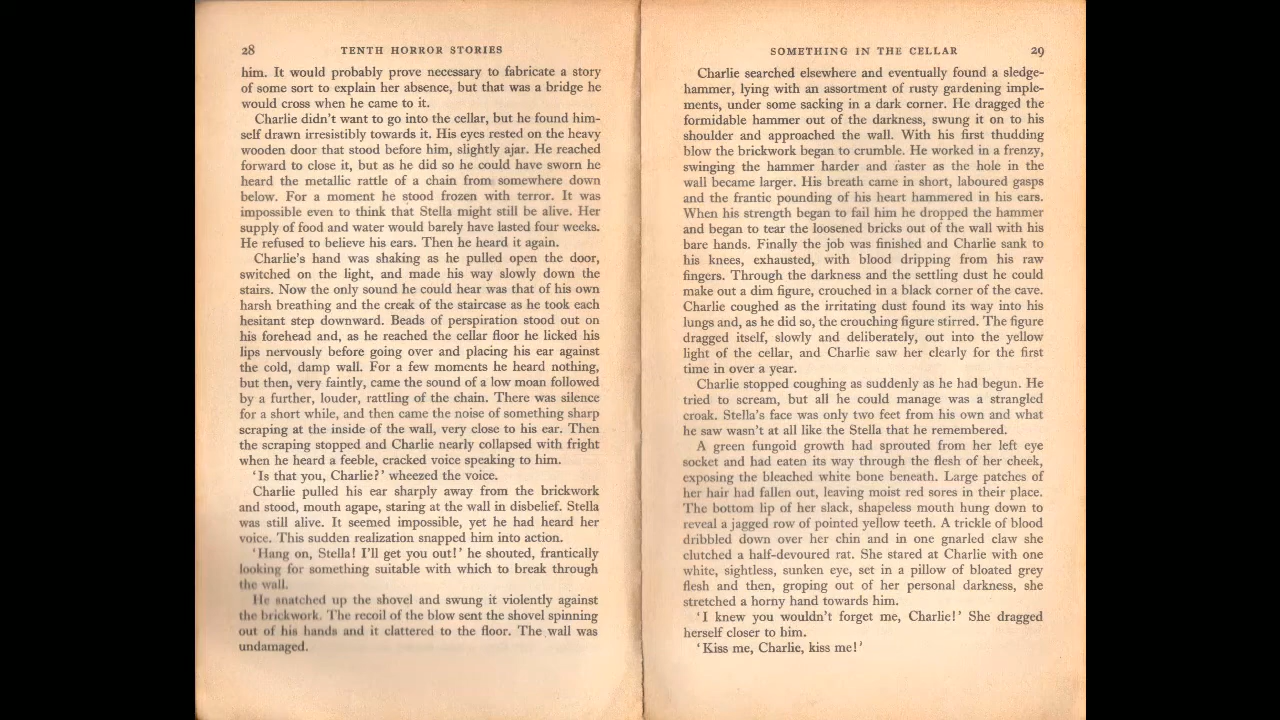 28
TENTH HORROR STORIES
him. It would probably prove necessary to fabricate a story
of some sort to explain her absence, but that was a bridge he
would cross when he came to it.
Charlie didn't want to go into the cellar, but he found him-
self drawn irresistibly towards it. His eyes rested on the heavy
wooden door that stood before him, slightly ajar. He reached
forward to close it, but as he did so he could have sworn he
heard the metallic rattle of a chain from somewhere down
below. For a moment he stood frozen with terror. It was
impossible even to think that Stella might still be alive. Her
supply of food and water would barely have lasted four weeks.
He refused to believe his ears. Then he heard it again.
Charlie's hand was shaking as he pulled open the door,
switched on the light, and made his way slowly down the
stairs. Now the only sound he could hear was that of his own
harsh breathing and the creak of the staircase as he took each
hesitant step downward. Beads of perspiration stood out on
his forehead and, as he reached the cellar floor he licked his
lips nervously before going over and placing his ear against
the cold, damp wall. For a few moments he heard nothing,
but then, very faintly, came the sound of a low moan followed
by a further, louder, rattling of the chain. There was silence
for a short while, and then came the noise of something sharp
scraping at the inside of the wall, very close to his ear. Then
the scraping stopped and Charlie nearly collapsed with fright
when he heard a feeble, cracked voice speaking to him.
'Is that you, Charlie?' wheezed the voice.
Charlie pulled his ear sharply away from the brickwork
and stood, mouth agape, staring at the wall in disbelief. Stella
was still alive. It seemed impossible, yet he had heard her
voice. This sudden realization snapped him into action.
'Hang on, Stella! I'll get you out!' he shouted, frantically
looking for something suitable with which to break through
the wall.
He snatched up the shovel and swung it violently against
the brickwork. The recoil of the blow sent the shovel spinning
out of his hands and it clattered to the floor. The wall was
undamaged.
SOMETHING IN THE CELLAR
29
Charlie searched elsewhere and eventually found a sledge-
hammer, lying with an assortment of rusty gardening imple-
ments, under some sacking in a dark corner. He dragged the
formidable hammer out of the darkness, swung it on to his
shoulder and approached the wall. With his first thudding
blow the brickwork began to crumble. He worked in a frenzy,
swinging the hammer harder and faster as the hole in the
wall became larger. His breath came in short, laboured gasps
and the frantic pounding of his heart hammered in his ears.
When his strength began to fail him he dropped the hammer
and began to tear the loosened bricks out of the wall with his
bare hands. Finally the job was finished and Charlie sank to
his knees, exhausted, with blood dripping from his raw
fingers. Through the darkness and the settling dust he could
make out a dim figure, crouched in a black corner of the cave.
Charlie coughed as the irritating dust found its way into his
lungs and, as he did so, the crouching figure stirred. The figure
dragged itself, slowly and deliberately, out into the yellow
light of the cellar, and Charlie saw her clearly for the first
time in over a year.
Charlie stopped coughing as suddenly as he had begun. He
tried to scream, but all he could manage was a strangled
croak. Stella's face was only two feet from his own and what
he saw wasn't at all like the Stella that he remembered.
A green fungoid growth had sprouted from her left eye
socket and had eaten its way through the flesh of her cheek,
exposing the bleached white bone beneath. Large patches of
her hair had fallen out, leaving moist red sores in their place.
The bottom lip of her slack, shapeless mouth hung down to
reveal a jagged row of pointed yellow teeth. A trickle of blood
dribbled down over her chin and in one gnarled claw she
clutched a half-devoured rat. She stared at Charlie with one
white, sightless, sunken eye, set in a pillow of bloated grey
flesh and then, groping out of her personal darkness, she
stretched a horny hand towards him.
'I knew you wouldn't forget me, Charlie!' She dragged
herself closer to him.
'Kiss me, Charlie, kiss me!'